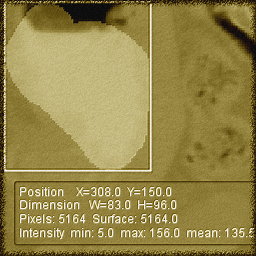 Position X=308.0 Y=150.0
Dimension W=83.0 H=96.0
Pixels: 5164 Surface: 5164.0
Intensity min: 5.0 max: 156.0 mean: 135.5